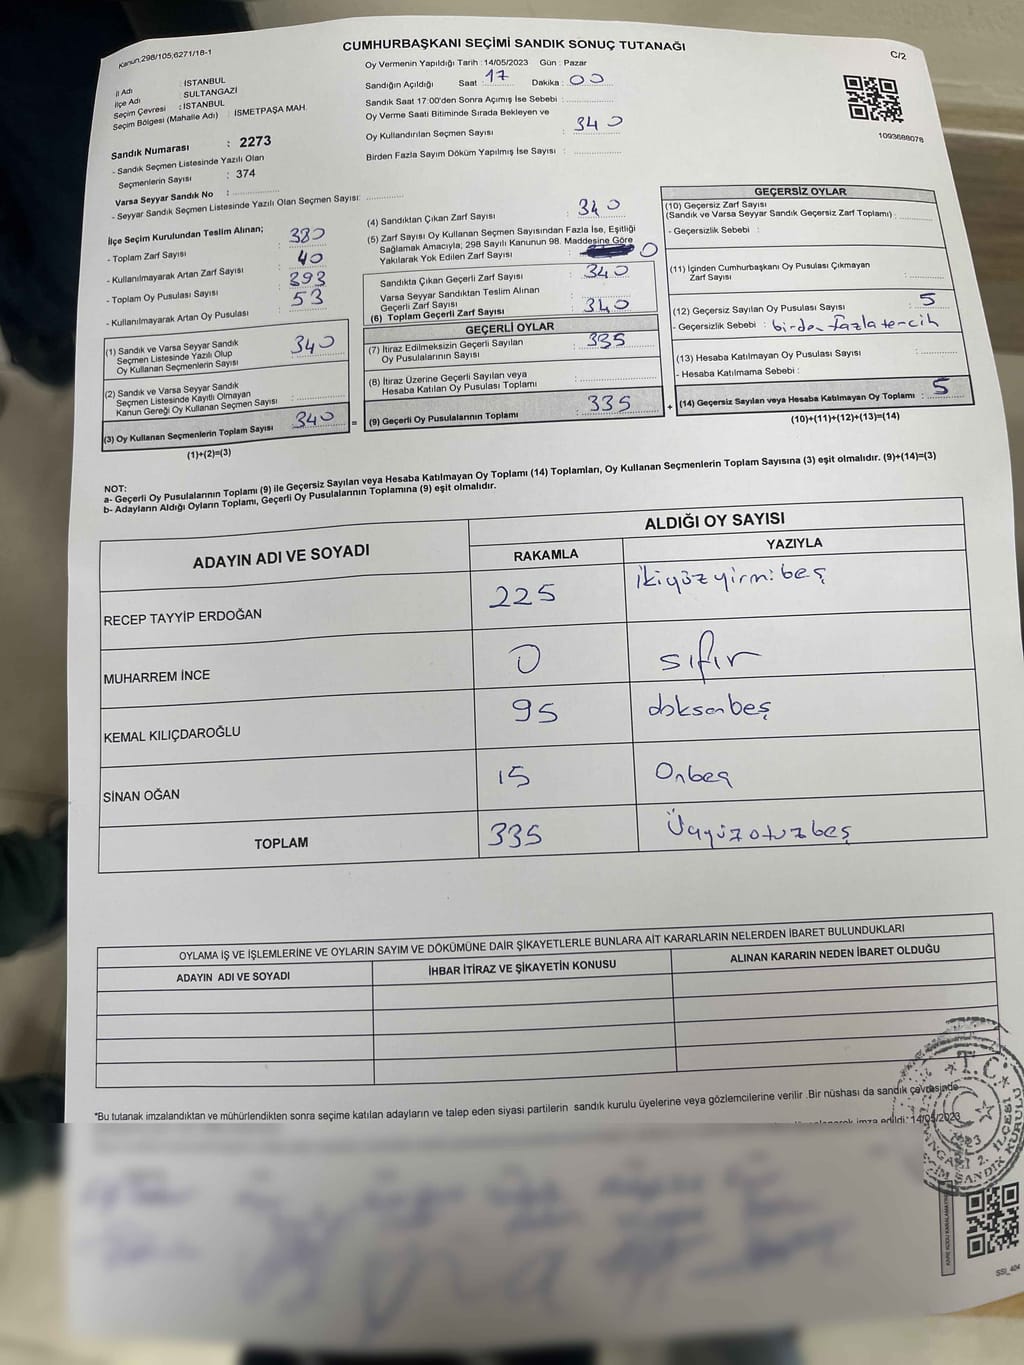 Kanun:298/105,6271/18-1
CUMHURBAŞKANI SEÇİMİ SANDIK SONUÇ TUTANAĞI
C/2
İl Adı : İSTANBUL
İlçe Adı : SULTANGAZİ
Seçim Çevresi : İSTANBUL
Seçim Bölgesi (Mahalle Adı) : İSMETPAŞA MAH.
Sandık Numarası : 2273
- Sandık Seçmen Listesinde Yazılı Olan
Seçmenlerin Sayısı : 374
Varsa Seyyar Sandık No :
- Seyyar Sandık Seçmen Listesinde Yazılı Olan Seçmen Sayısı:
Oy Vermenin Yapıldığı Tarih : 14/05/2023 Gün : Pazar
Sandığın Açıldığı Saat : 17 Dakika : 00
Sandık Saat 17:00'den Sonra Açımış İse Sebebi :
Oy Verme Saati Bitiminde Sırada Bekleyen ve
Oy Kullandırılan Seçmen Sayısı : 340
Birden Fazla Sayım Döküm Yapılmış İse Sayısı :
1093688078
İlçe Seçim Kurulundan Teslim Alınan;
- Toplam Zarf Sayısı : 380
- Kullanılmayarak Artan Zarf Sayısı : 40
- Toplam Oy Pusulası Sayısı : 393
- Kullanılmayarak Artan Oy Pusulası : 53
(1) Sandık ve Varsa Seyyar Sandık
Seçmen Listesinde Yazılı Olup
Oy Kullanan Seçmenlerin Sayısı : 340
(2) Sandık ve Varsa Seyyar Sandık
Seçmen Listesinde Kayıtlı Olmayan
Kanun Gereği Oy Kullanan Seçmen Sayısı :
(3) Oy Kullanan Seçmenlerin Toplam Sayısı : 340
(1)+(2)=(3)
=
(4) Sandıktan Çıkan Zarf Sayısı : 340
(5) Zarf Sayısı Oy Kullanan Seçmen Sayısından Fazla İse, Eşitliği
Sağlamak Amacıyla; 298 Sayılı Kanunun 98. Maddesine Göre
Yakılarak Yok Edilen Zarf Sayısı : 0
Sandıkta Çıkan Geçerli Zarf Sayısı : 340
Varsa Seyyar Sandıktan Teslim Alınan
Geçerli Zarf Sayısı :
(6) Toplam Geçerli Zarf Sayısı : 340
GEÇERLİ OYLAR
(7) İtiraz Edilmeksizin Geçerli Sayılan
Oy Pusulalarının Sayısı : 335
(8) İtiraz Üzerine Geçerli Sayılan veya
Hesaba Katılan Oy Pusulası Toplamı :
(9) Geçerli Oy Pusulalarının Toplamı : 335
+
GEÇERSİZ OYLAR
(10) Geçersiz Zarf Sayısı
(Sandık ve Varsa Seyyar Sandık Geçersiz Zarf Toplamı) :
- Geçersizlik Sebebi :
(11) İçinden Cumhurbaşkanı Oy Pusulası Çıkmayan
Zarf Sayısı :
(12) Geçersiz Sayılan Oy Pusulası Sayısı : 5
- Geçersizlik Sebebi : birden fazla tercih
(13) Hesaba Katılmayan Oy Pusulası Sayısı :
- Hesaba Katılmama Sebebi :
(14) Geçersiz Sayılan veya Hesaba Katılmayan Oy Toplamı : 5
(10)+(11)+(12)+(13)=(14)
NOT:
a- Geçerli Oy Pusulalarının Toplamı (9) ile Geçersiz Sayılan veya Hesaba Katılmayan Oy Toplamı (14) Toplamları, Oy Kullanan Seçmenlerin Toplam Sayısına (3) eşit olmalıdır. (9)+(14)=(3)
b- Adayların Aldığı Oyların Toplamı, Geçerli Oy Pusulalarının Toplamına (9) eşit olmalıdır.
ADAYIN ADI VE SOYADI
ALDIĞI OY SAYISI
RAKAMLA YAZIYLA
RECEP TAYYİP ERDOĞAN 225 İkiyüzyirmibeş
MUHARREM İNCE 0 sıfır
KEMAL KILIÇDAROĞLU 95 doksanbeş
SİNAN OĞAN 15 Onbeş
TOPLAM 335 Üçyüzotuzbeş
OYLAMA İŞ VE İŞLEMLERİNE VE OYLARIN SAYIM VE DÖKÜMÜNE DAİR ŞİKAYETLERLE BUNLARA AİT KARARLARIN NELERDEN İBARET BULUNDUKLARI
ADAYIN ADI VE SOYADI İHBAR İTİRAZ VE ŞİKAYETİN KONUSU ALINAN KARARIN NEDEN İBARET OLDUĞU
*Bu tutanak imzalandıktan ve mühürlendikten sonra seçime katılan adayların ve talep eden siyasi partilerin sandık kurulu üyelerine veya gözlemcilerine verilir .Bir nüshası da sandık çevresinde
imza edildi. 14/05/2023
T.C.
SSİ_404